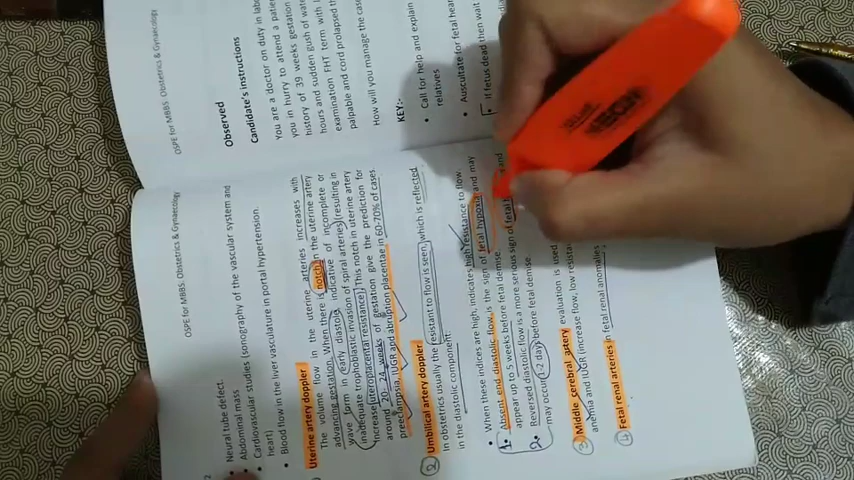 OSPE for MBBS: Obstetrics & Gynaecology
Neural tube defect.
Abdominal mass
Cardiovascular studies (sonography of the vascular system and
heart)
Blood flow in the liver vasculature in portal hypertension.
Uterine artery doppler
The volume flow in the uterine arteries increases with
advancing gestation. When there is notch in the uterine artery
wave form in early diastole indicative of incomplete or
inadequate trophoblastic invasion of spiral arteries resulting in
increase uteroplacental resistance. This notch in uterine artery
around 20-24 weeks of gestation give the prediction for
preeclampsia, IUGR and abruption placentae in 60-70% of cases
② Umbilical artery doppler
In obstetrics usually the resistant to flow is seen, which is reflected
in the diastolic component.
When these indices are high, indicates high resistance to flow
1. Absent end diastolic flow, is the sign of fetal hypoxia and may
appear up to 5 weeks before fetal demise.
2. Reversed diastolic flow is a more serious sign of fetal and
may occur 1-2 days before fetal demise.
③ Middle cerebral artery evaluation is used
anemia and IUGR (increase flow, low resistan
④ Fetal renal arteries in fetal renal anomalies
OSPE for MBBS: Obstetrics & Gynaecology
Observed
Candidate's instructions
You are a doctor on duty in lab
you in hurry to attend a patie
history of 39 weeks gestation
hours and sudden gush of wate
examination FHT term with
palpable and cord prolapsed th
How will you manage the case
KEY:-
Call for help and explain
relatives
Auscultate for fetal hear
If fetus dead then wait